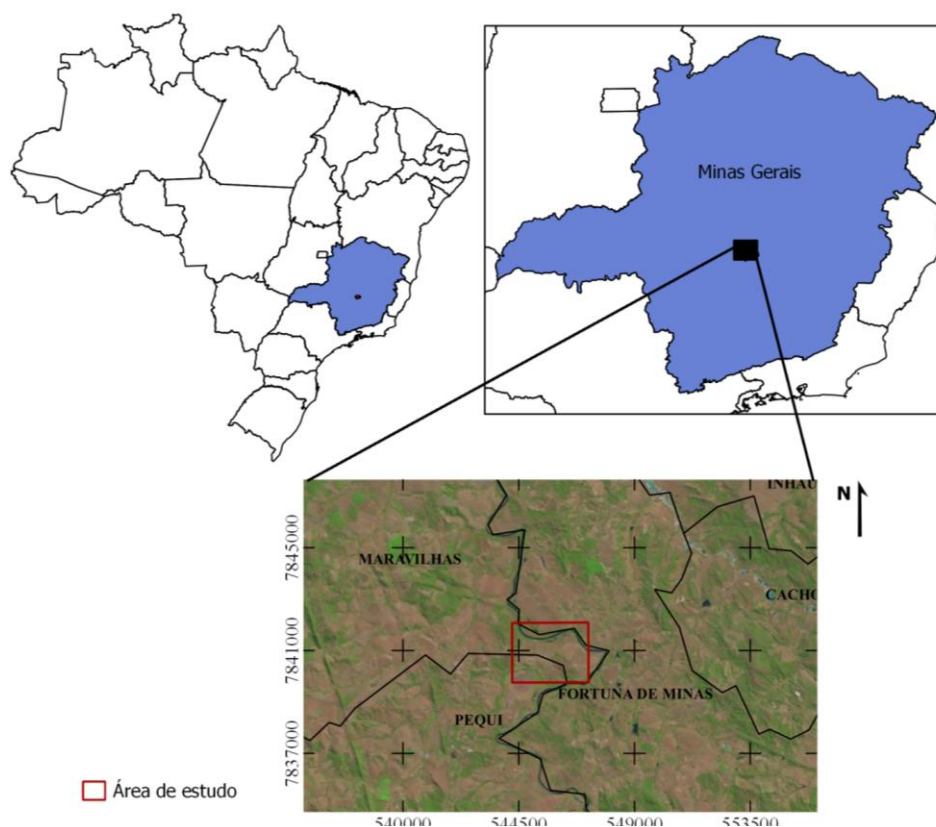 Minas Gerais
N
INHAU
MARAVILHAS
CACHO
FORTUNA DE MINAS
PEQUI
7845000
7841000
7837000
Área de estudo
540000
544500
549000
553500